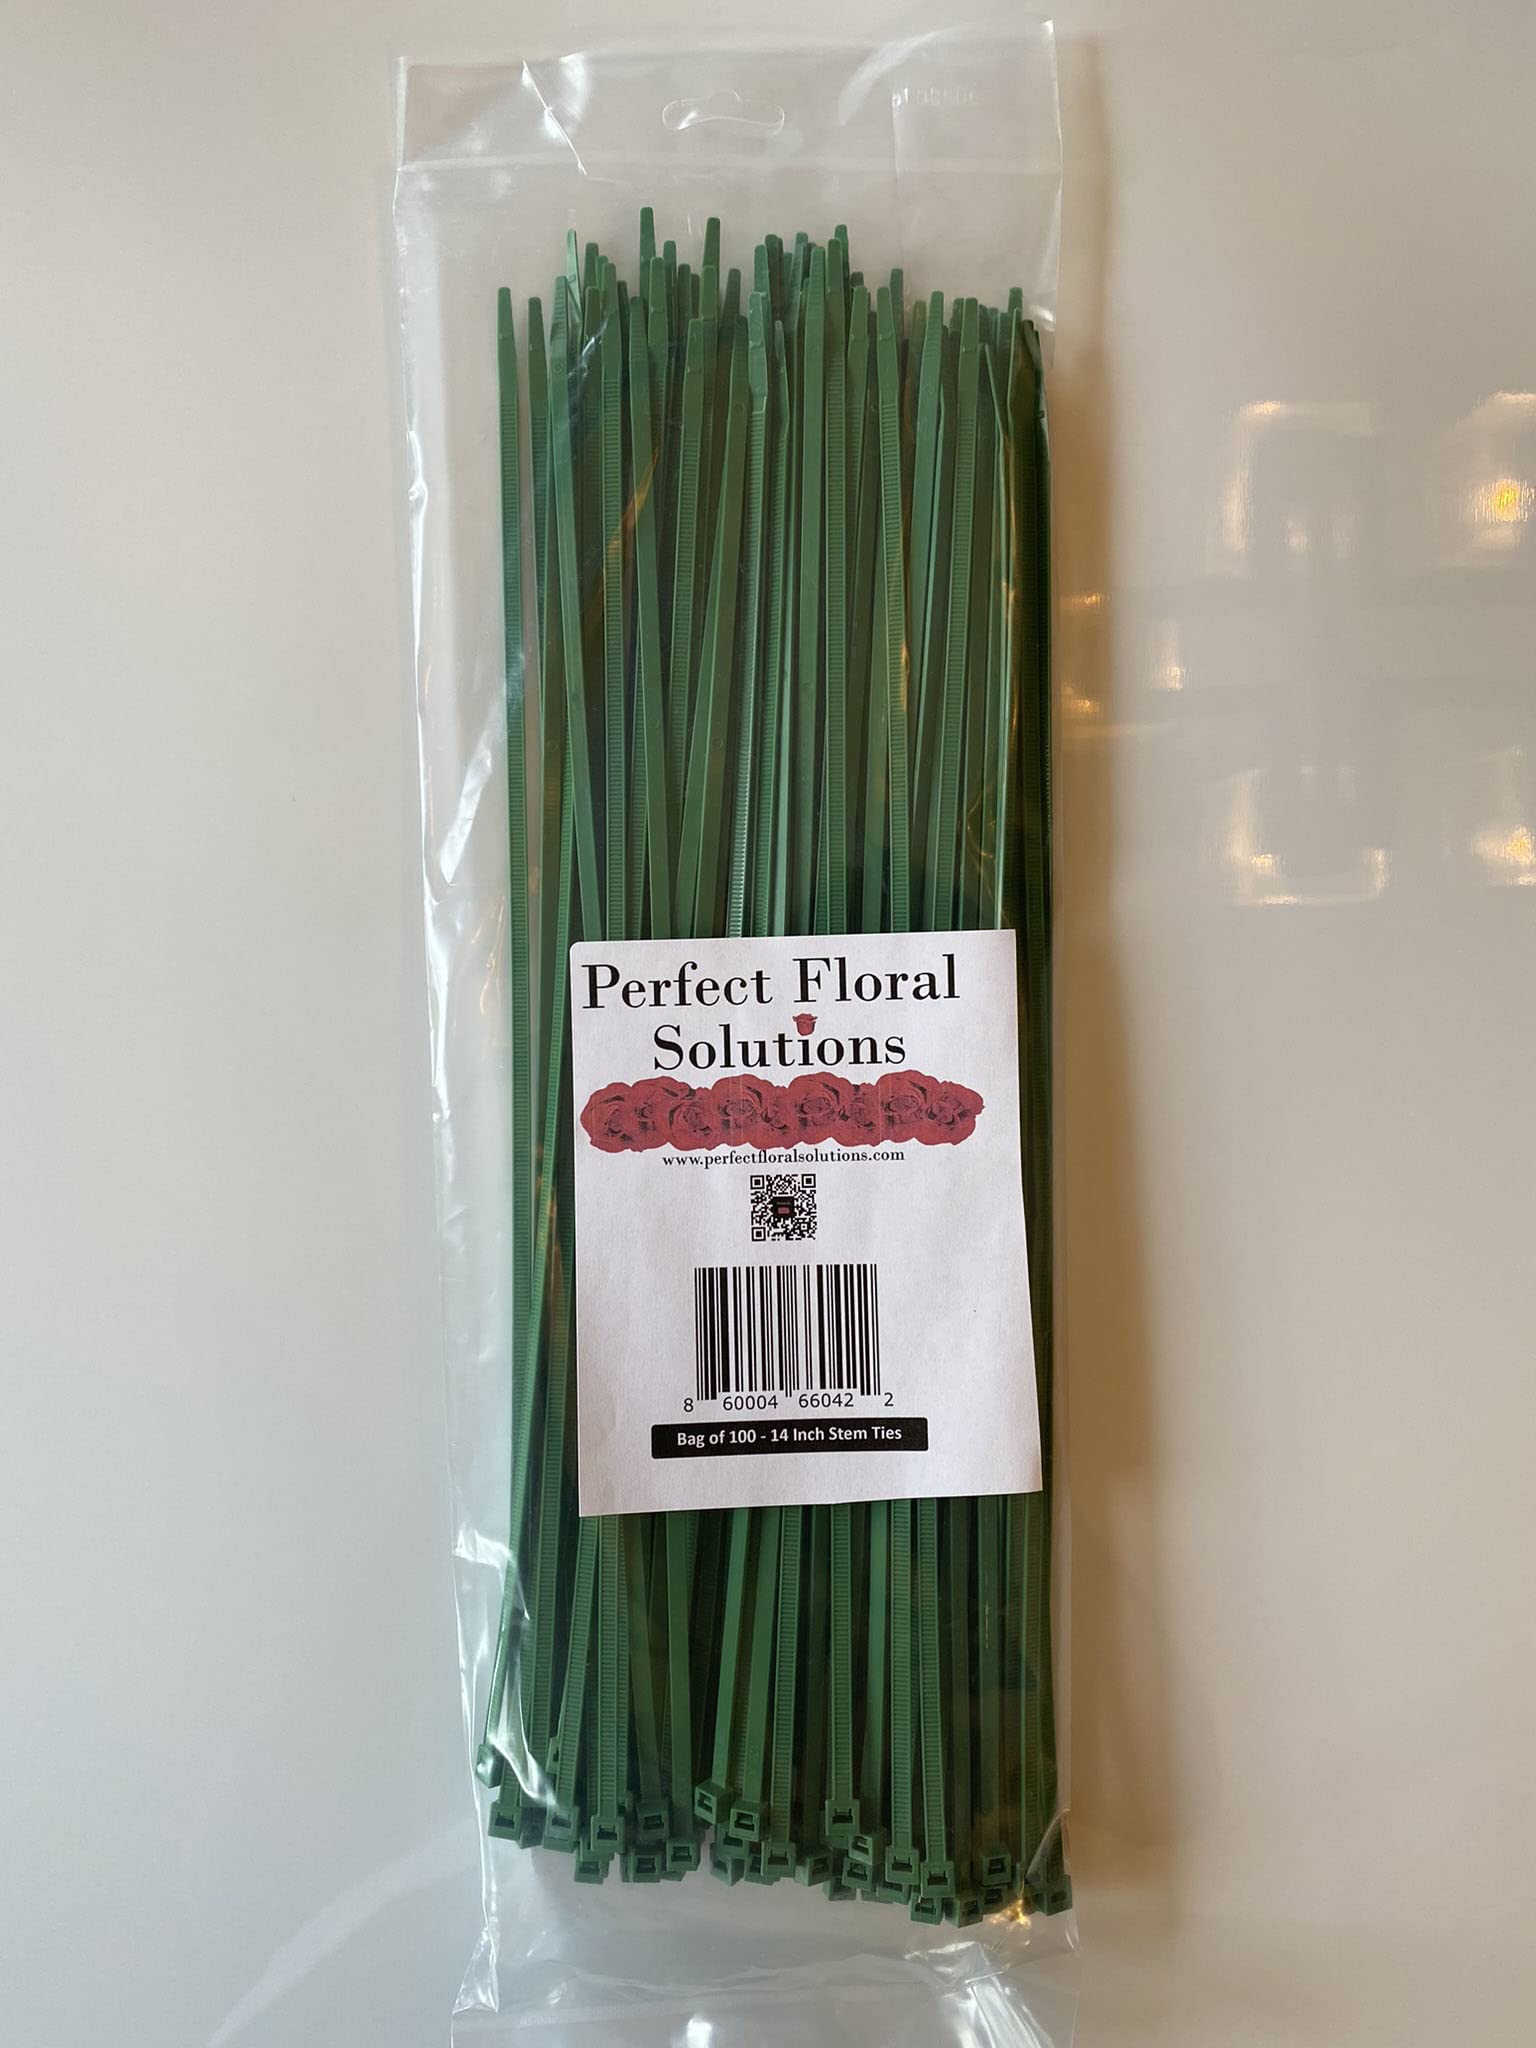 Perfect Floral
Solutions
www.perfectfloralsolutions.com
8 60004 66042 2
Bag of 100 - 14 Inch Stem Ties